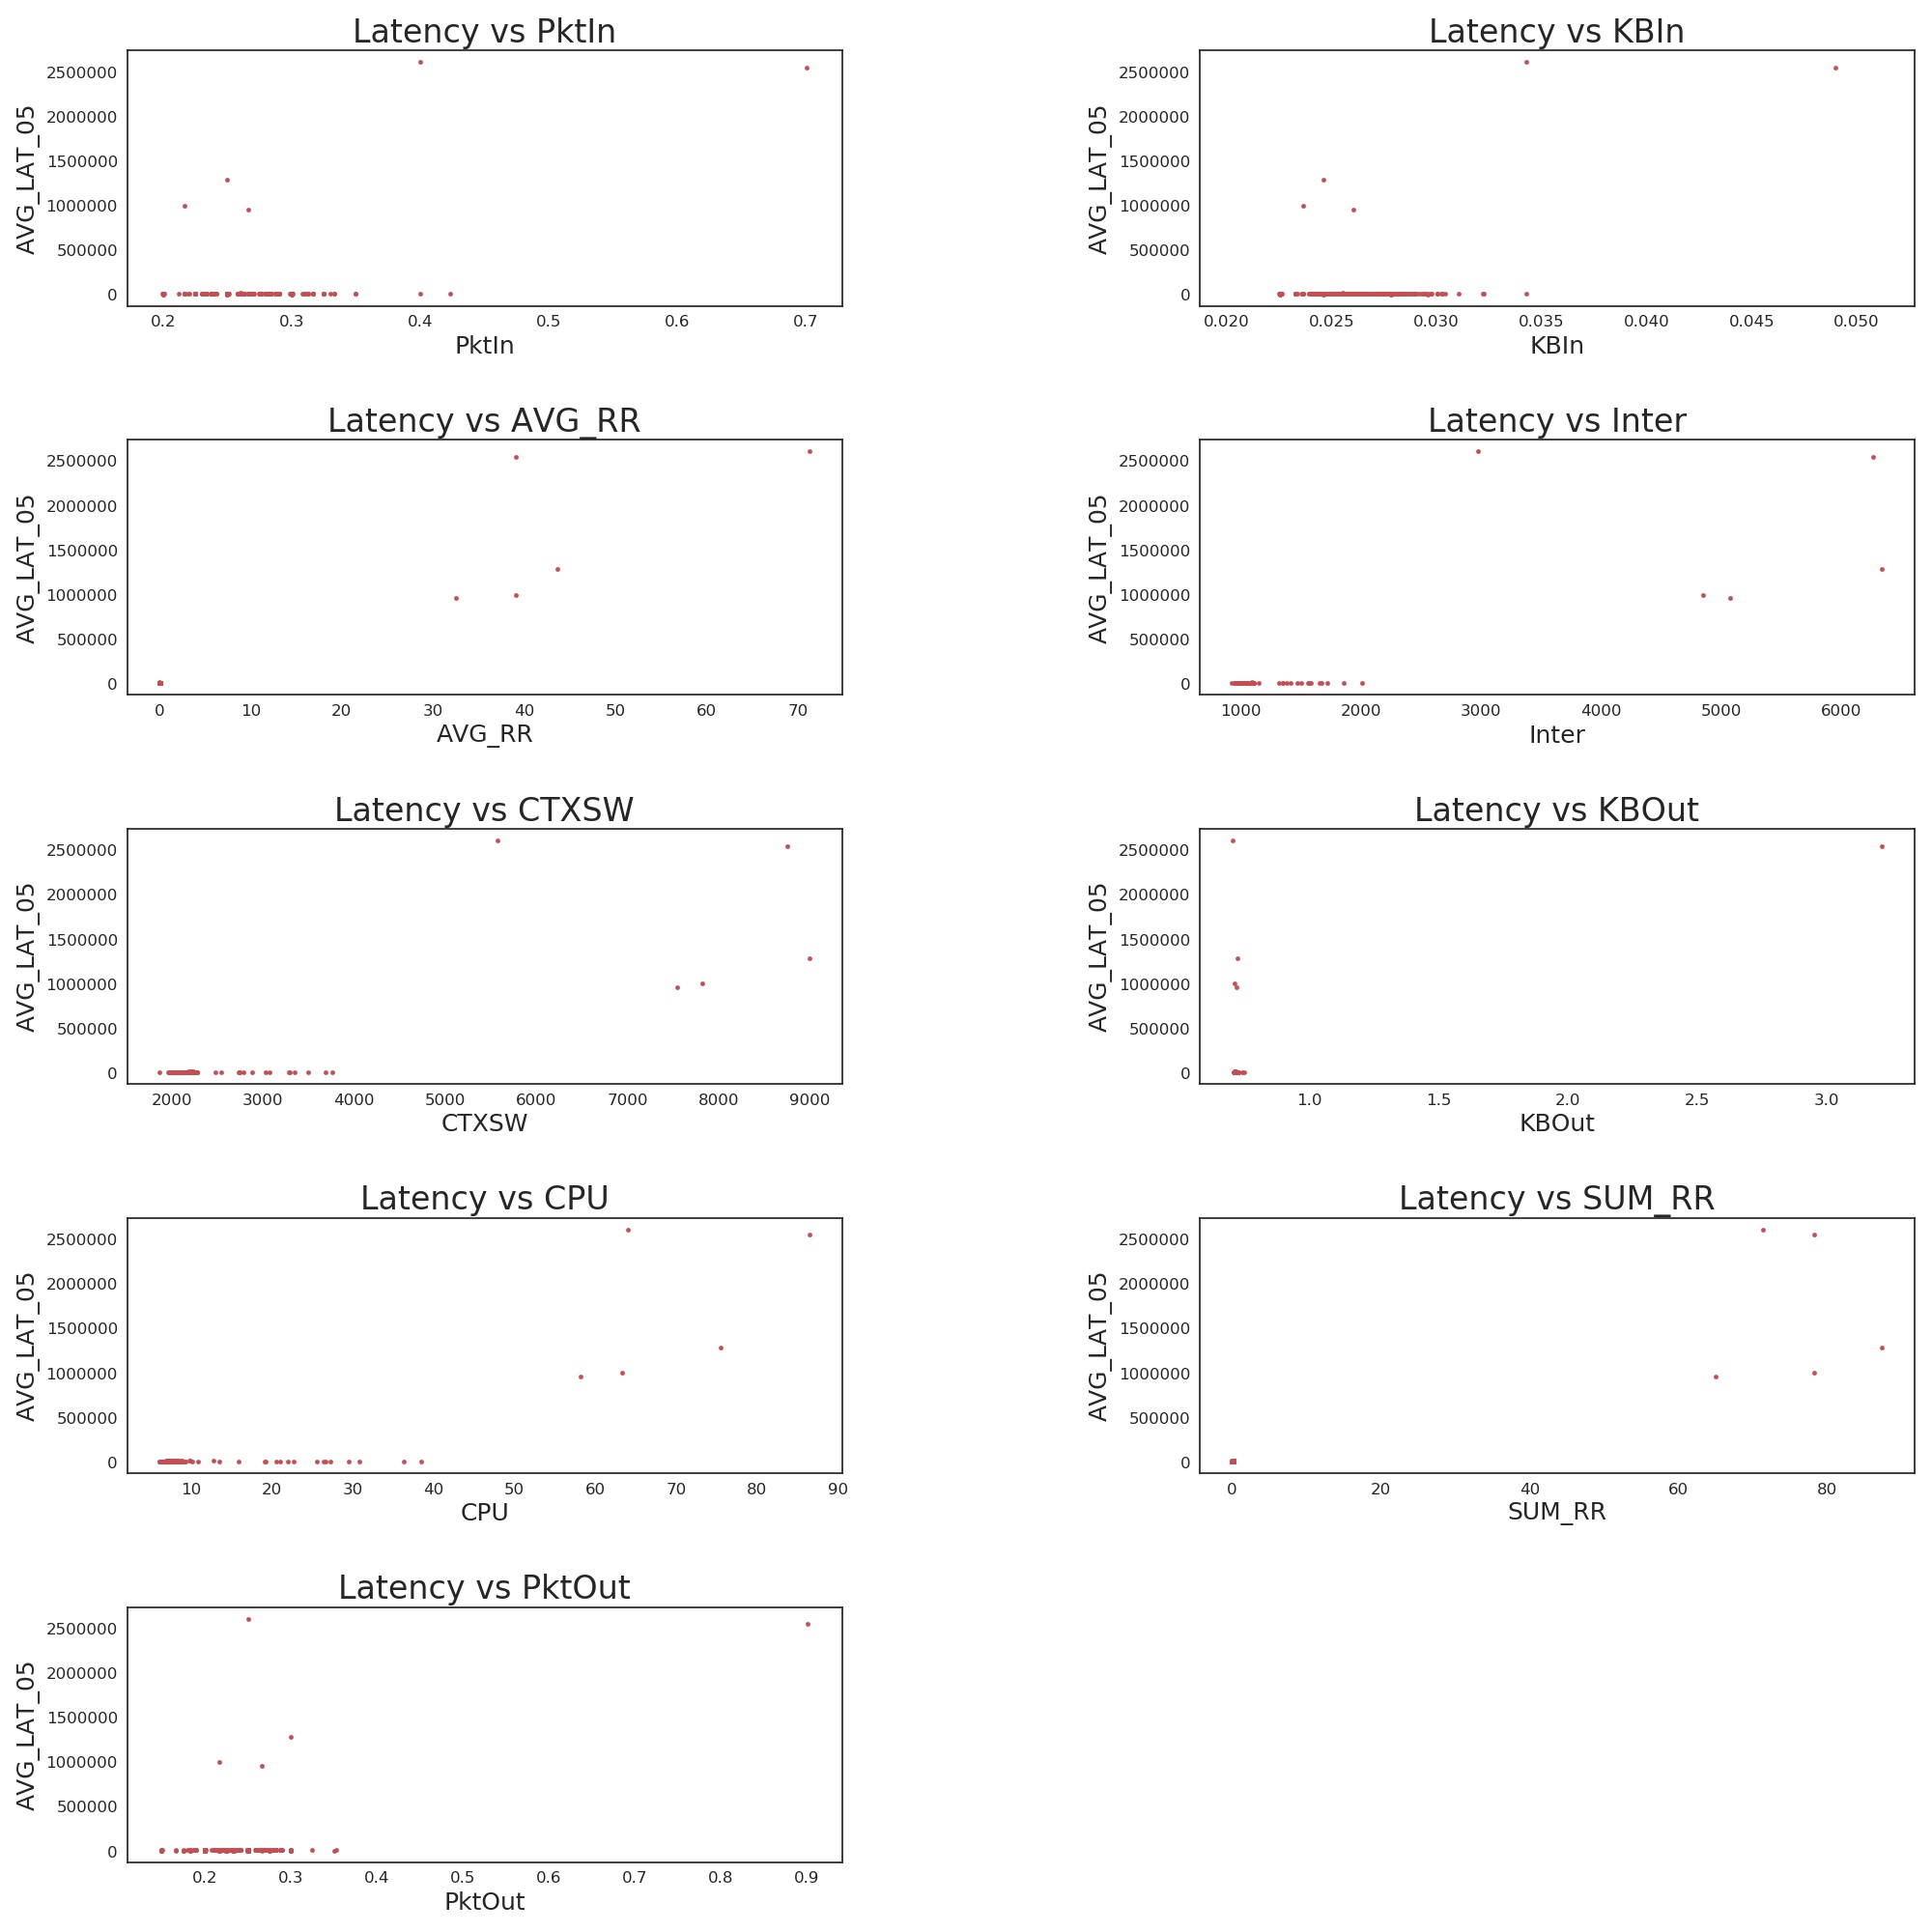 Latency vs PktIn
AVG_LAT_05
2500000
2000000
1500000
1000000
500000
0
0.2 0.3 0.4 0.5 0.6 0.7
PktIn
Latency vs KBIn
AVG_LAT_05
2500000
2000000
1500000
1000000
500000
0
0.020 0.025 0.030 0.035 0.040 0.045 0.050
KBIn
Latency vs AVG_RR
AVG_LAT_05
2500000
2000000
1500000
1000000
500000
0
0 10 20 30 40 50 60 70
AVG_RR
Latency vs Inter
AVG_LAT_05
2500000
2000000
1500000
1000000
500000
0
1000 2000 3000 4000 5000 6000
Inter
Latency vs CTXSW
AVG_LAT_05
2500000
2000000
1500000
1000000
500000
0
2000 3000 4000 5000 6000 7000 8000 9000
CTXSW
Latency vs KBOut
AVG_LAT_05
2500000
2000000
1500000
1000000
500000
0
1.0 1.5 2.0 2.5 3.0
KBOut
Latency vs CPU
AVG_LAT_05
2500000
2000000
1500000
1000000
500000
0
10 20 30 40 50 60 70 80 90
CPU
Latency vs SUM_RR
AVG_LAT_05
2500000
2000000
1500000
1000000
500000
0
0 20 40 60 80
SUM_RR
Latency vs PktOut
AVG_LAT_05
2500000
2000000
1500000
1000000
500000
0
0.2 0.3 0.4 0.5 0.6 0.7 0.8 0.9
PktOut